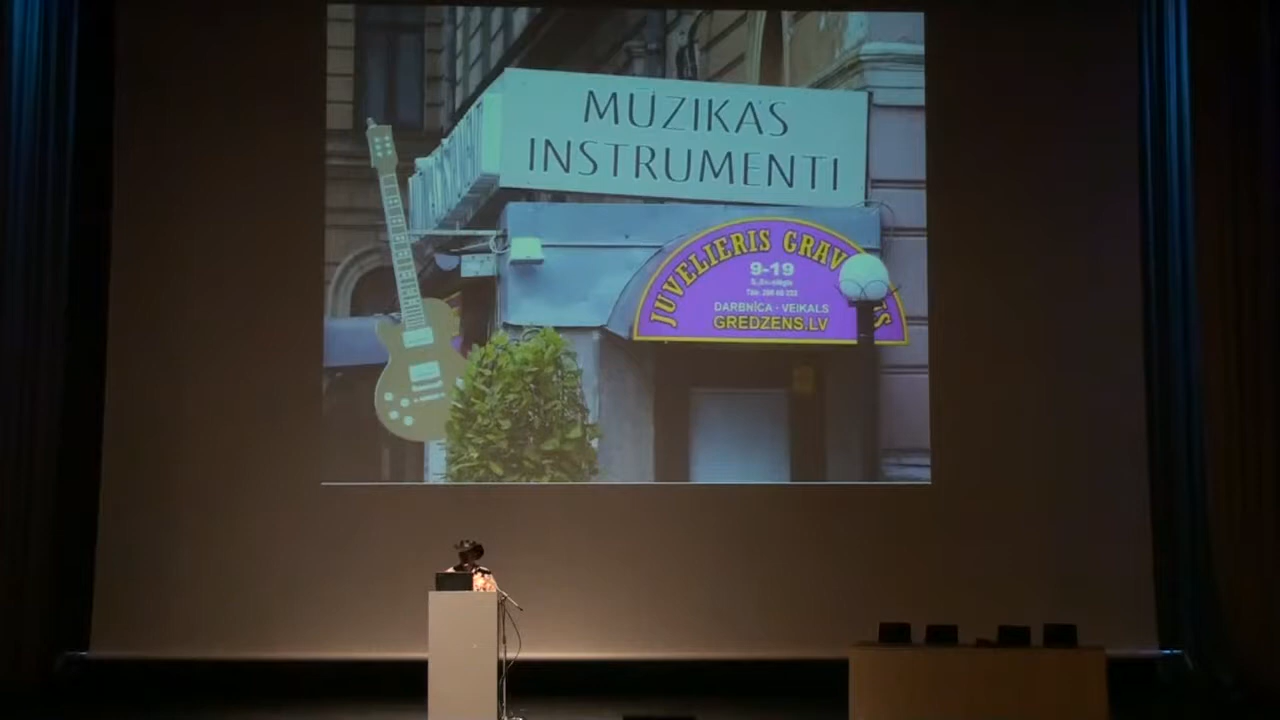 MŪZIKAS
INSTRUMENTI
JUVELIERIS GRAV
9-19
DARBNĪCA · VEIKALS
GREDZENS.LV